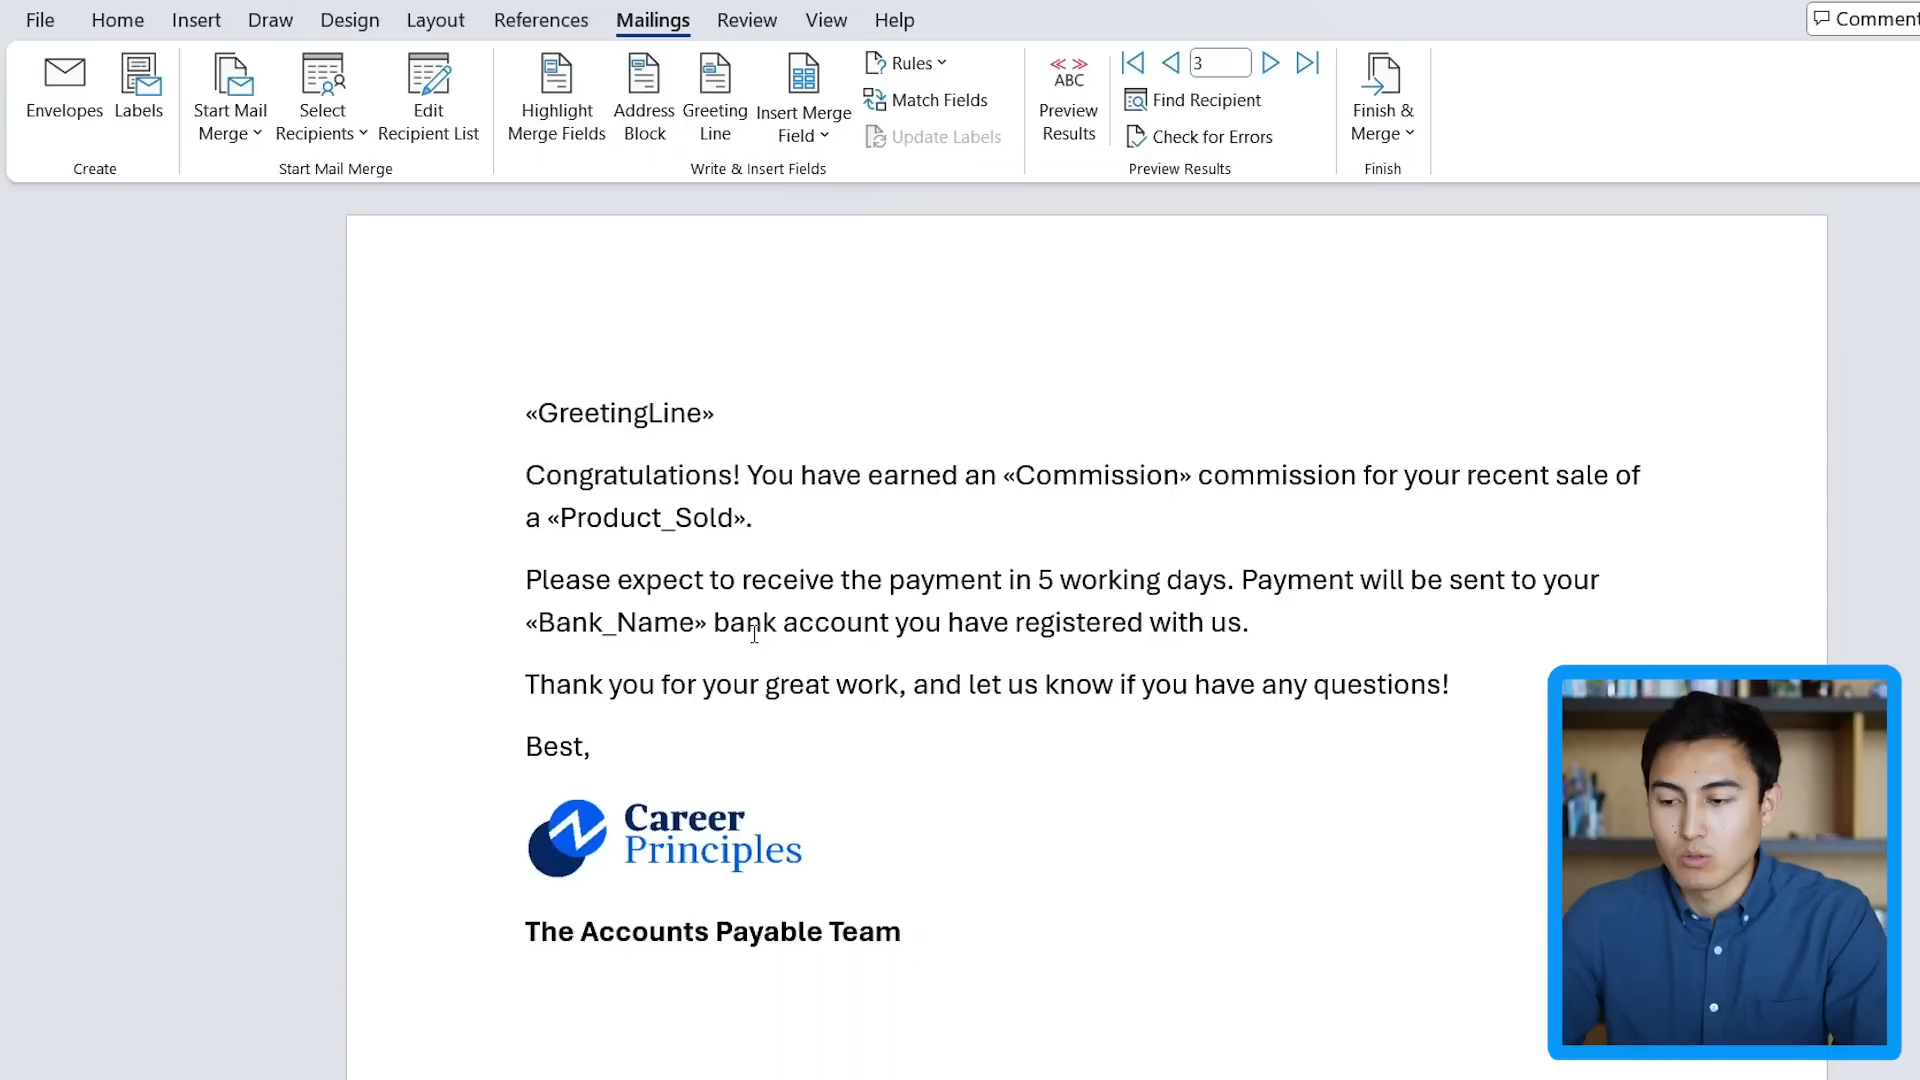 File Home Insert Draw Design Layout References Mailings Review View Help
Envelopes
Labels
Create
Start Mail
Merge
Select
Recipients
Edit
Recipient List
Start Mail Merge
Highlight
Merge Fields
Address
Block
Greeting
Line
Insert Merge
Field
Rules
Match Fields
Update Labels
Write & Insert Fields
« »
ABC
Preview
Results
3
Find Recipient
Check for Errors
Preview Results
Finish &
Merge
Finish
«GreetingLine»
Congratulations! You have earned an «Commission» commission for your recent sale of
a «Product_Sold».
Please expect to receive the payment in 5 working days. Payment will be sent to your
«Bank_Name» bank account you have registered with us.
Thank you for your great work, and let us know if you have any questions!
Best,
Career
Principles
The Accounts Payable Team